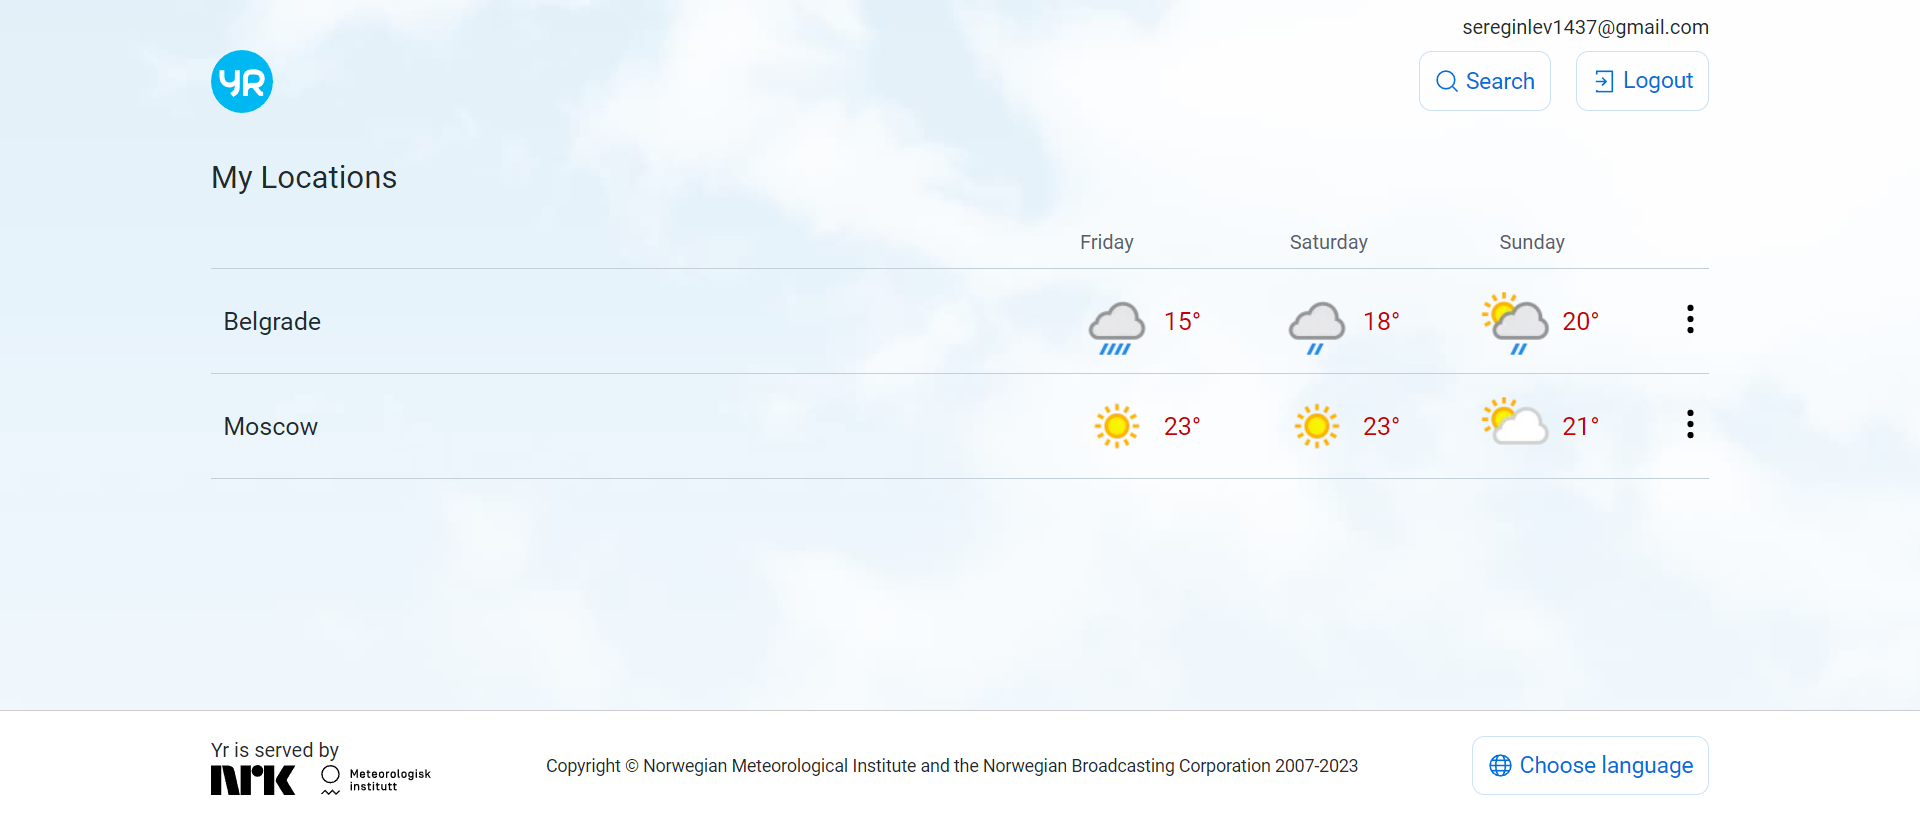 sereginlev1437@gmail.com
YR
Search
Logout
My Locations
Friday Saturday Sunday
Belgrade 15° 18° 20°
Moscow 23° 23° 21°
Yr is served by
NRK
Meteorologisk
institutt
Copyright © Norwegian Meteorological Institute and the Norwegian Broadcasting Corporation 2007-2023
Choose language